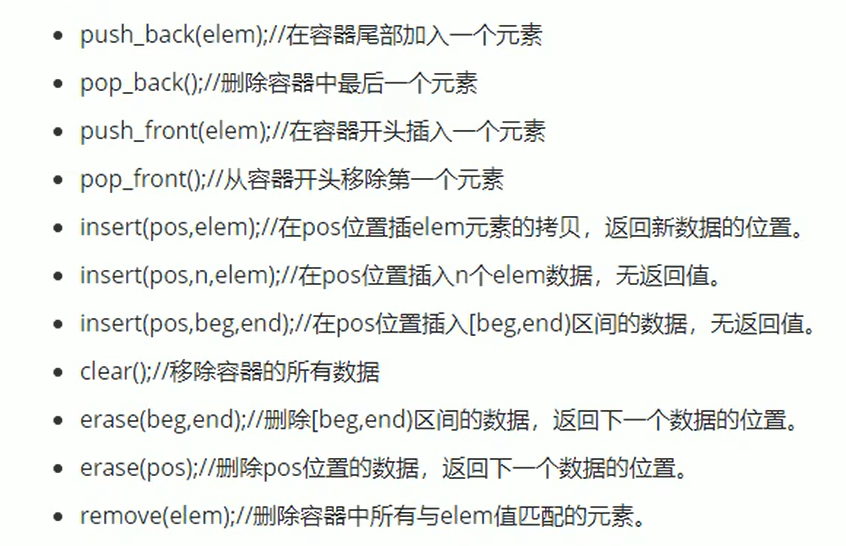 push_back(elem);//在容器尾部加入一个元素
pop_back();//删除容器中最后一个元素
push_front(elem);//在容器开头插入一个元素
pop_front();//从容器开头移除第一个元素
insert(pos,elem);//在pos位置插elem元素的拷贝，返回新数据的位置。
insert(pos,n,elem);//在pos位置插入n个elem数据，无返回值。
insert(pos,beg,end);//在pos位置插入[beg,end)区间的数据，无返回值。
clear();//移除容器的所有数据
erase(beg,end);//删除[beg,end)区间的数据，返回下一个数据的位置。
erase(pos);//删除pos位置的数据，返回下一个数据的位置。
remove(elem);//删除容器中所有与elem值匹配的元素。